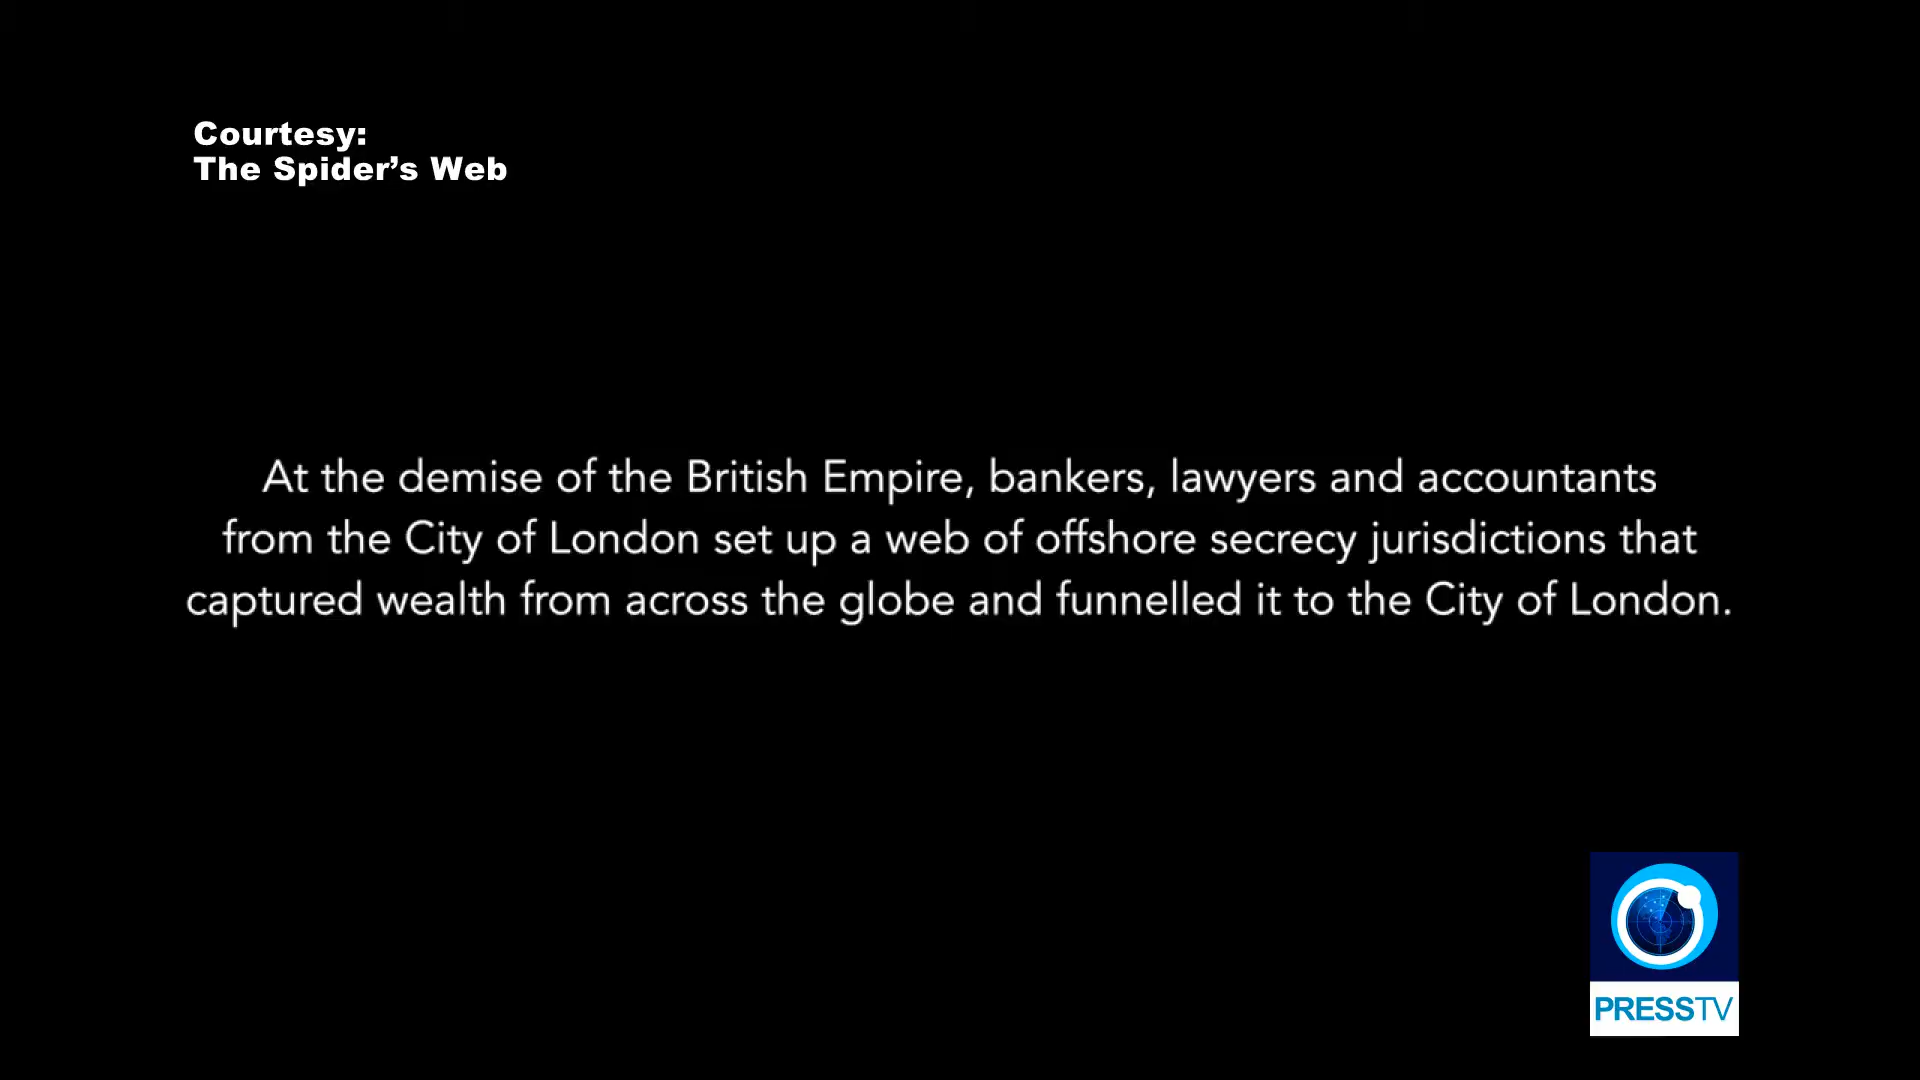 Courtesy:
The Spider’s Web
At the demise of the British Empire, bankers, lawyers and accountants
from the City of London set up a web of offshore secrecy jurisdictions that
captured wealth from across the globe and funnelled it to the City of London.
PRESSTV